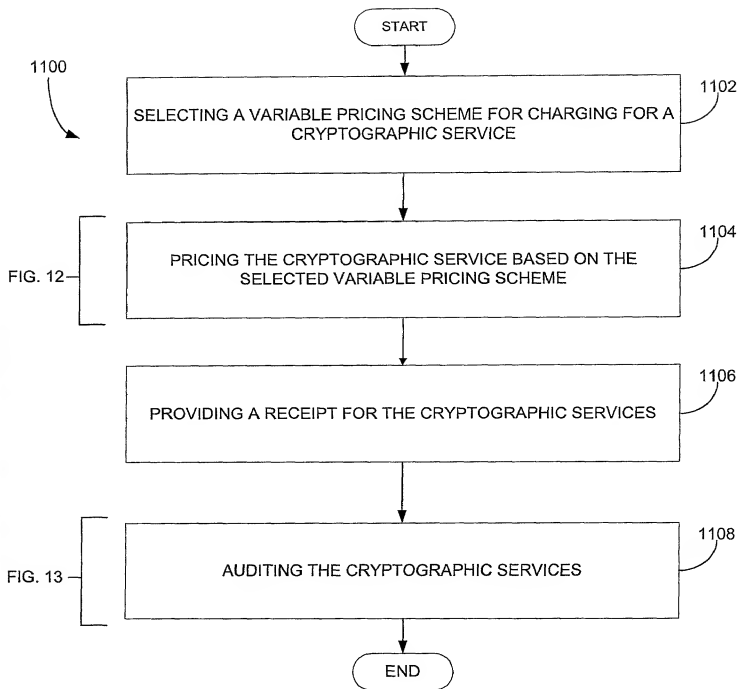 START
1100
1102
SELECTING A VARIABLE PRICING SCHEME FOR CHARGING FOR A
CRYPTOGRAPHIC SERVICE
1104
FIG. 12
PRICING THE CRYPTOGRAPHIC SERVICE BASED ON THE
SELECTED VARIABLE PRICING SCHEME
1106
PROVIDING A RECEIPT FOR THE CRYPTOGRAPHIC SERVICES
1108
FIG. 13
AUDITING THE CRYPTOGRAPHIC SERVICES
END